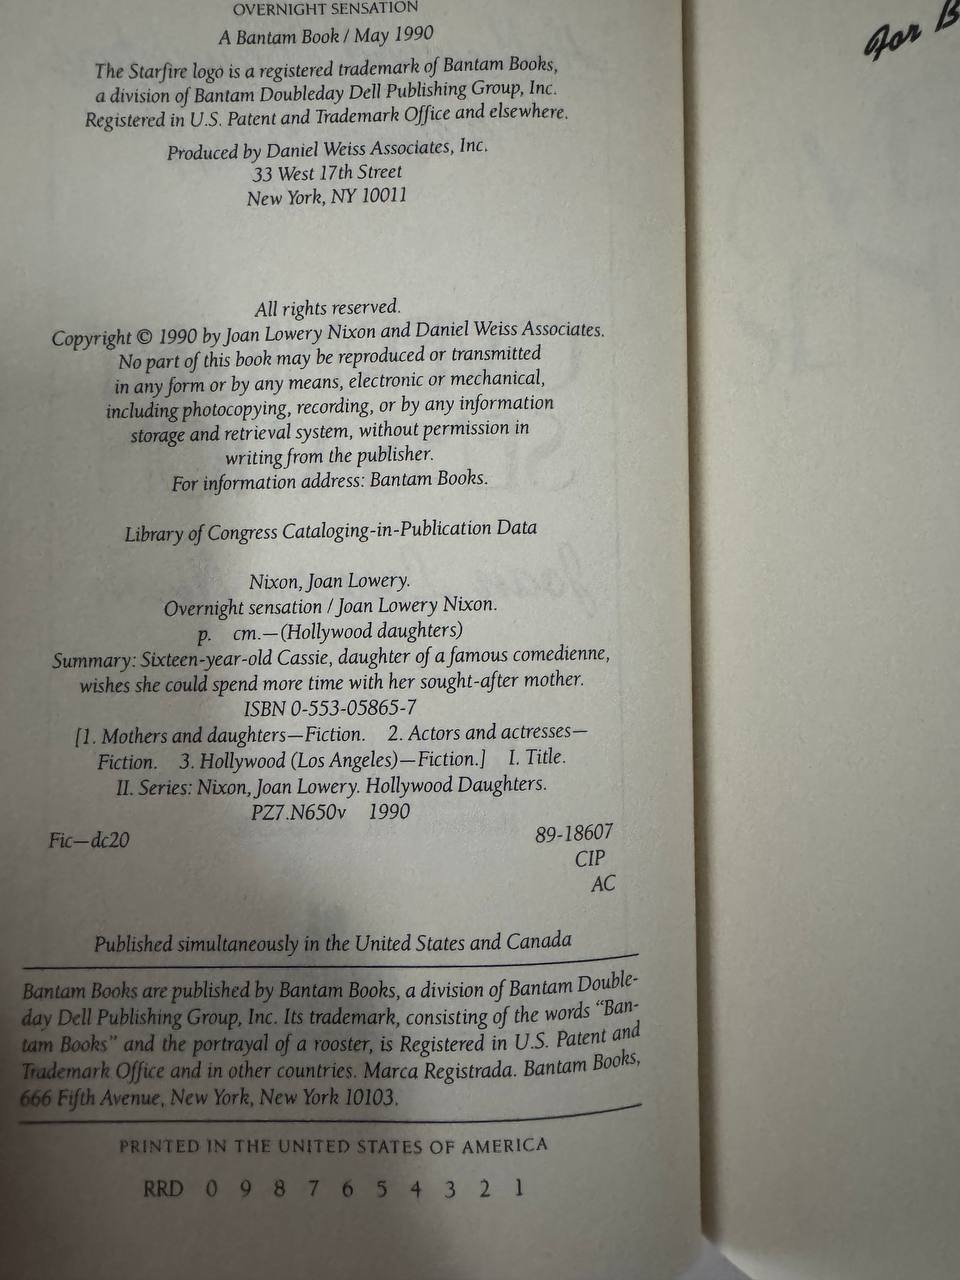 OVERNIGHT SENSATION
A Bantam Book / May 1990
The Starfire logo is a registered trademark of Bantam Books,
a division of Bantam Doubleday Dell Publishing Group, Inc.
Registered in U.S. Patent and Trademark Office and elsewhere.
Produced by Daniel Weiss Associates, Inc.
33 West 17th Street
New York, NY 10011
All rights reserved.
Copyright © 1990 by Joan Lowery Nixon and Daniel Weiss Associates.
No part of this book may be reproduced or transmitted
in any form or by any means, electronic or mechanical,
including photocopying, recording, or by any information
storage and retrieval system, without permission in
writing from the publisher.
For information address: Bantam Books.
Library of Congress Cataloging-in-Publication Data
Nixon, Joan Lowery.
Overnight sensation / Joan Lowery Nixon.
p. cm.—(Hollywood daughters)
Summary: Sixteen-year-old Cassie, daughter of a famous comedienne,
wishes she could spend more time with her sought-after mother.
ISBN 0-553-05865-7
[1. Mothers and daughters—Fiction. 2. Actors and actresses—
Fiction. 3. Hollywood (Los Angeles)—Fiction.] I. Title.
II. Series: Nixon, Joan Lowery. Hollywood Daughters.
PZ7.N650v 1990
Fic—dc20 89-18607
CIP
AC
Published simultaneously in the United States and Canada
Bantam Books are published by Bantam Books, a division of Bantam Double-
day Dell Publishing Group, Inc. Its trademark, consisting of the words "Ban-
tam Books" and the portrayal of a rooster, is Registered in U.S. Patent and
Trademark Office and in other countries. Marca Registrada. Bantam Books,
666 Fifth Avenue, New York, New York 10103.
PRINTED IN THE UNITED STATES OF AMERICA
RRD 0 9 8 7 6 5 4 3 2 1
for B